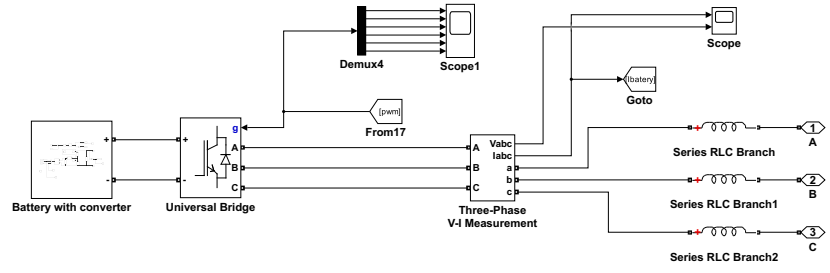 Demux4
Scope1
Scope
[Ibatery]
Goto
[pwm]
From17
g
+
-
Battery with converter
+
-
A
B
C
Universal Bridge
A
B
C
Vabc
Iabc
a
b
c
Three-Phase
V-I Measurement
+
Series RLC Branch
1
A
+
Series RLC Branch1
2
B
+
Series RLC Branch2
3
C